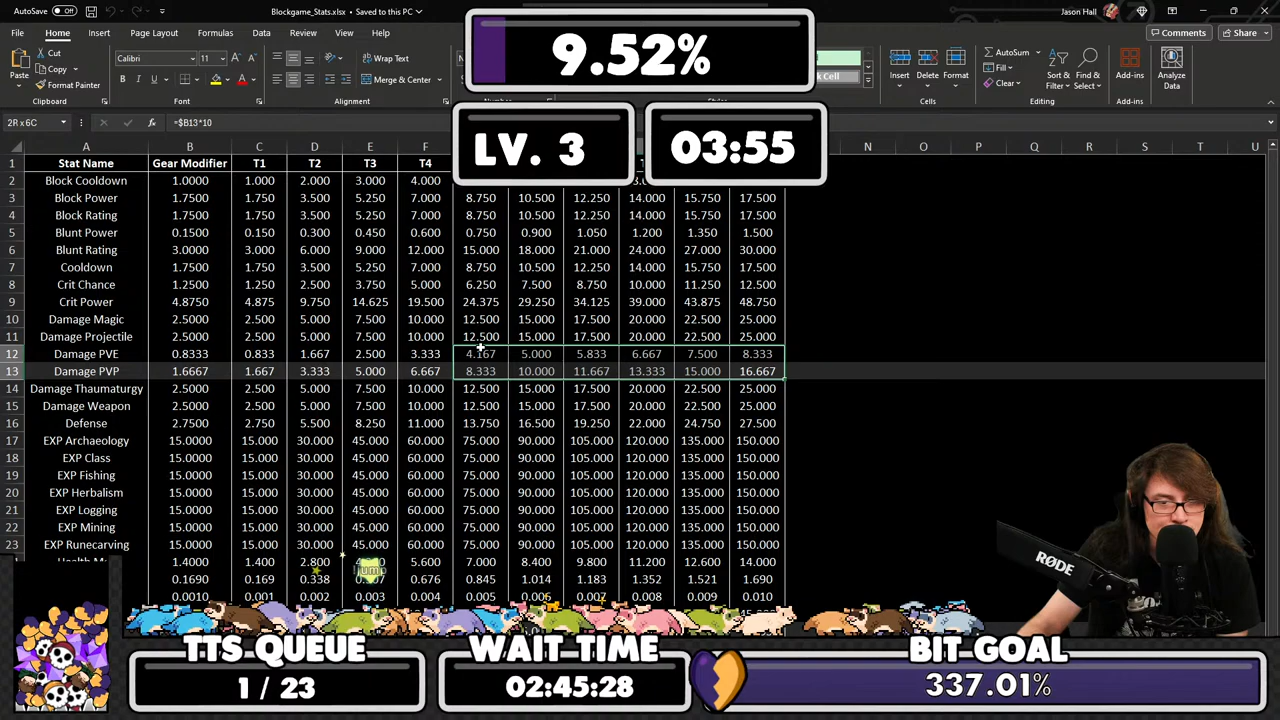 AutoSave Off Blockgame_Stats.xlsx • Saved to this PC Jason Hall
File Home Insert Page Layout Formulas Data Review View Help Comments Share
Paste Cut Copy Format Painter Clipboard
Calibri 11 B I U Font
Wrap Text Merge & Center Alignment
Insert Delete Format Cells
AutoSum Fill Clear Sort & Filter Find & Select Editing
Add-ins Add-ins
Analyze Data
9.52%
LV. 3
03:55
2R x 6C fx =$B13*10
A B C D E F N O P Q R S T U
1 Stat Name Gear Modifier T1 T2 T3 T4
2 Block Cooldown 1.0000 1.000 2.000 3.000 4.000
3 Block Power 1.7500 1.750 3.500 5.250 7.000 8.750 10.500 12.250 14.000 15.750 17.500
4 Block Rating 1.7500 1.750 3.500 5.250 7.000 8.750 10.500 12.250 14.000 15.750 17.500
5 Blunt Power 0.1500 0.150 0.300 0.450 0.600 0.750 0.900 1.050 1.200 1.350 1.500
6 Blunt Rating 3.0000 3.000 6.000 9.000 12.000 15.000 18.000 21.000 24.000 27.000 30.000
7 Cooldown 1.7500 1.750 3.500 5.250 7.000 8.750 10.500 12.250 14.000 15.750 17.500
8 Crit Chance 1.2500 1.250 2.500 3.750 5.000 6.250 7.500 8.750 10.000 11.250 12.500
9 Crit Power 4.8750 4.875 9.750 14.625 19.500 24.375 29.250 34.125 39.000 43.875 48.750
10 Damage Magic 2.5000 2.500 5.000 7.500 10.000 12.500 15.000 17.500 20.000 22.500 25.000
11 Damage Projectile 2.5000 2.500 5.000 7.500 10.000 12.500 15.000 17.500 20.000 22.500 25.000
12 Damage PVE 0.8333 0.833 1.667 2.500 3.333 4.167 5.000 5.833 6.667 7.500 8.333
13 Damage PVP 1.6667 1.667 3.333 5.000 6.667 8.333 10.000 11.667 13.333 15.000 16.667
14 Damage Thaumaturgy 2.5000 2.500 5.000 7.500 10.000 12.500 15.000 17.500 20.000 22.500 25.000
15 Damage Weapon 2.5000 2.500 5.000 7.500 10.000 12.500 15.000 17.500 20.000 22.500 25.000
16 Defense 2.7500 2.750 5.500 8.250 11.000 13.750 16.500 19.250 22.000 24.750 27.500
17 EXP Archaeology 15.0000 15.000 30.000 45.000 60.000 75.000 90.000 105.000 120.000 135.000 150.000
18 EXP Class 15.0000 15.000 30.000 45.000 60.000 75.000 90.000 105.000 120.000 135.000 150.000
19 EXP Fishing 15.0000 15.000 30.000 45.000 60.000 75.000 90.000 105.000 120.000 135.000 150.000
20 EXP Herbalism 15.0000 15.000 30.000 45.000 60.000 75.000 90.000 105.000 120.000 135.000 150.000
21 EXP Logging 15.0000 15.000 30.000 45.000 60.000 75.000 90.000 105.000 120.000 135.000 150.000
22 EXP Mining 15.0000 15.000 30.000 45.000 60.000 75.000 90.000 105.000 120.000 135.000 150.000
23 EXP Runecarving 15.0000 15.000 30.000 45.000 60.000 75.000 90.000 105.000 120.000 135.000 150.000
1.4000 1.400 2.800 5.600 7.000 8.400 9.800 11.200 12.600 14.000
0.1690 0.169 0.338 0.676 0.845 1.014 1.183 1.352 1.521 1.690
0.0010 0.001 0.002 0.003 0.004 0.005 0.006 0.007 0.008 0.009 0.010
RØDE
TTS QUEUE WAIT TIME BIT GOAL
1 / 23 02:45:28 337.01%